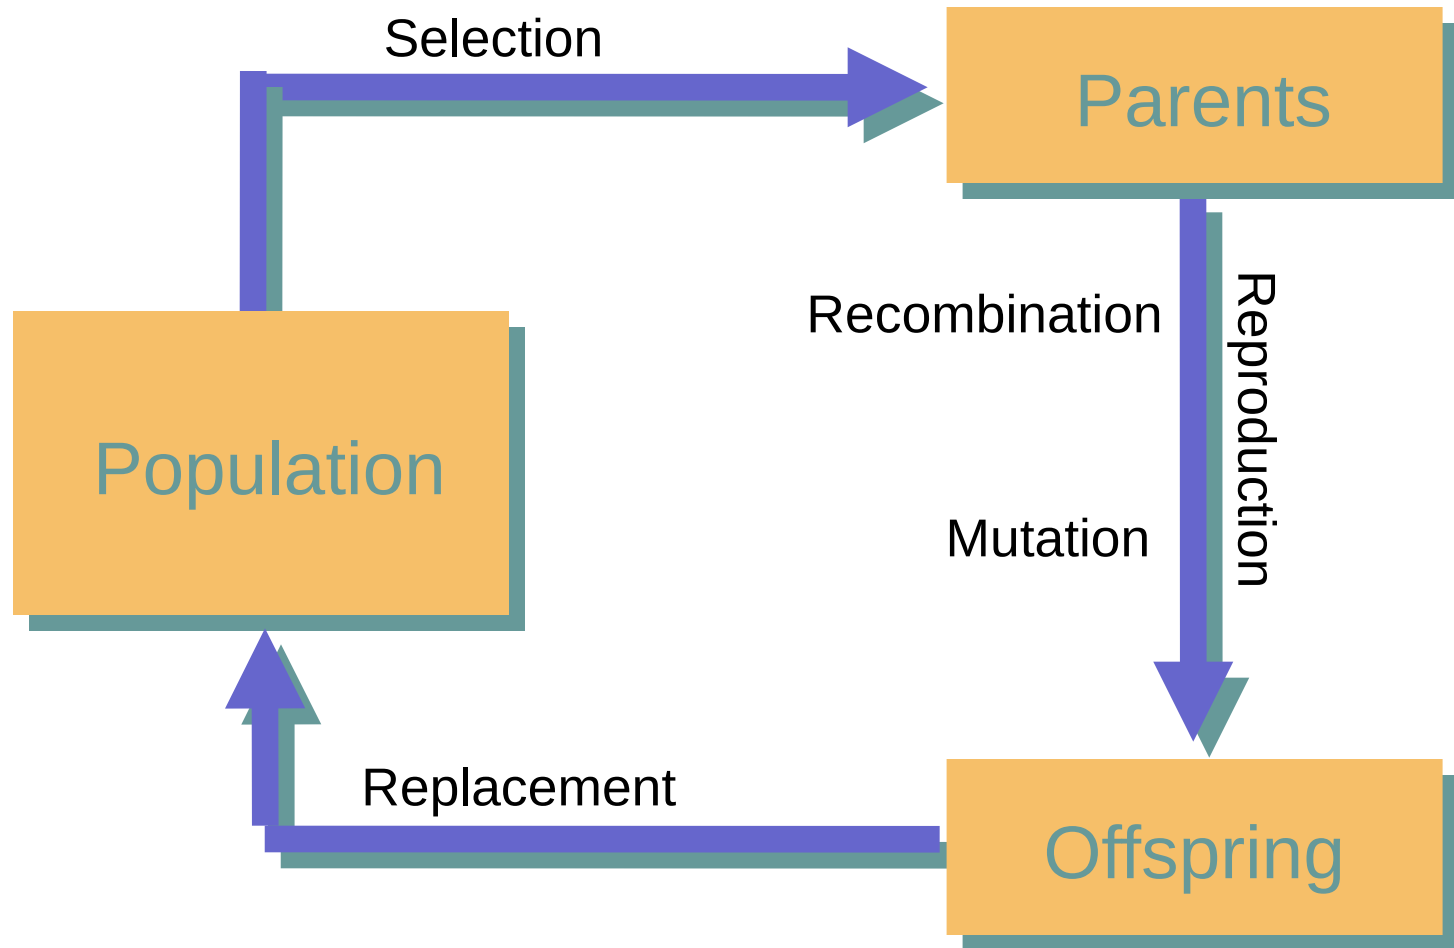 Selection
Parents
Recombination
Reproduction
Population
Mutation
Replacement
Offspring